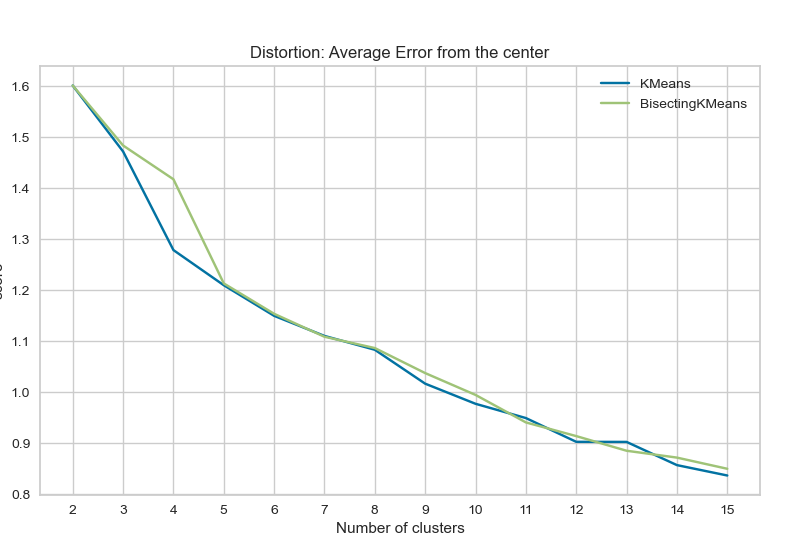 Distortion: Average Error from the center
KMeans
BisectingKMeans
1.6
1.5
1.4
1.3
1.2
1.1
1.0
0.9
0.8
2 3 4 5 6 7 8 9 10 11 12 13 14 15
Number of clusters